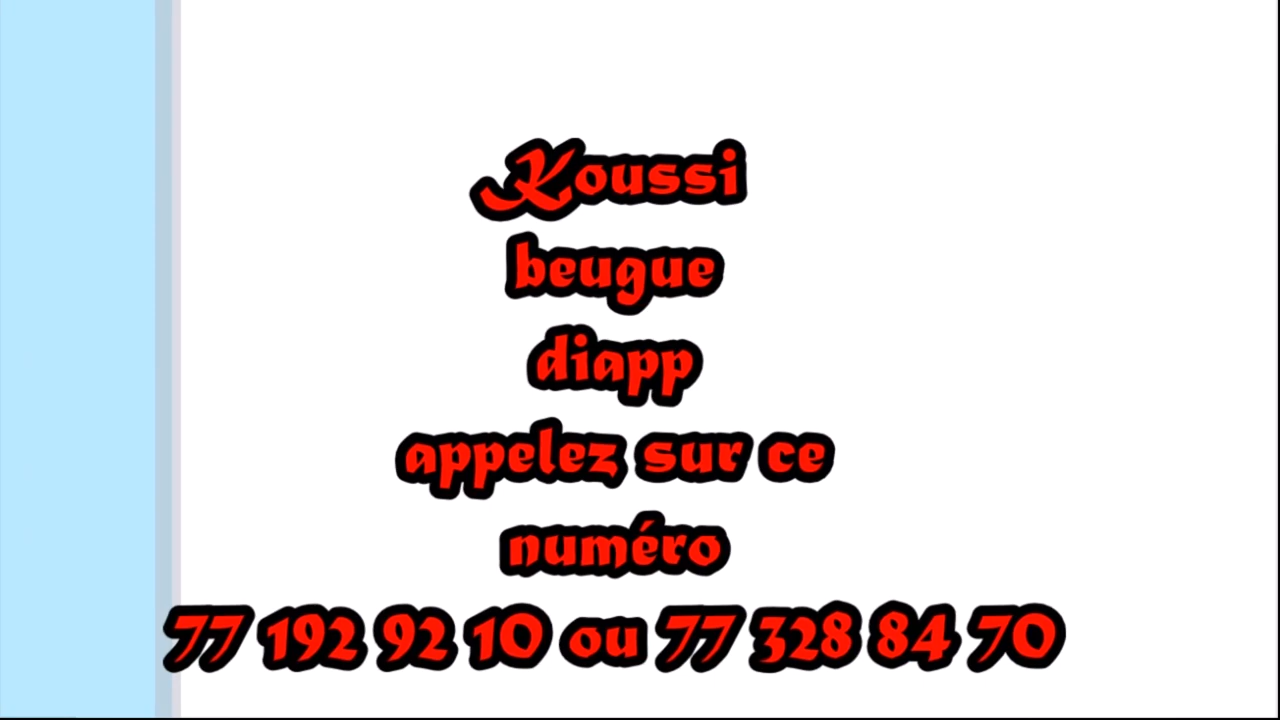 Koussi
beugue
diapp
appelez sur ce
numéro
77 192 92 10 ou 77 328 84 70